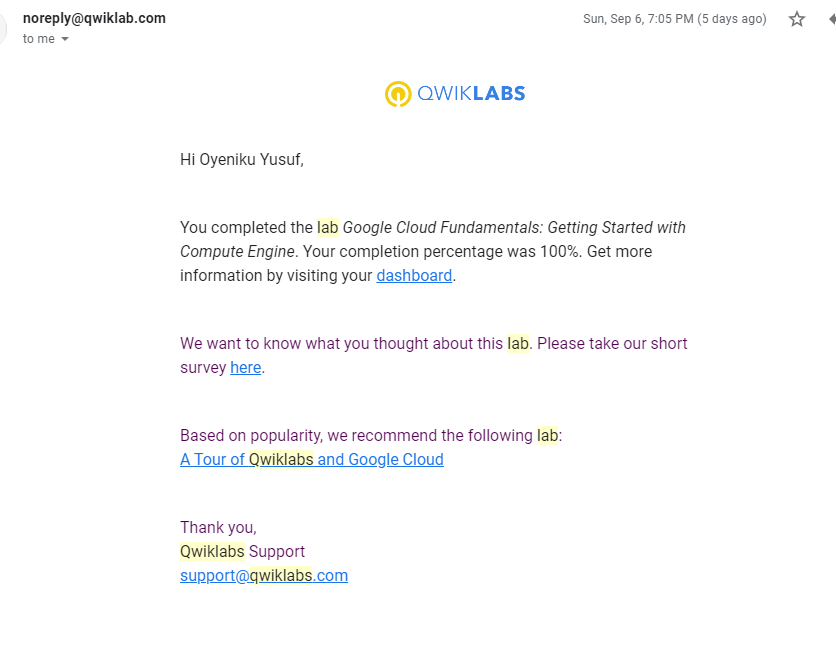 noreply@qwiklab.com
Sun, Sep 6, 7:05 PM (5 days ago)
to me
QWIKLABS
Hi Oyeniku Yusuf,
You completed the lab Google Cloud Fundamentals: Getting Started with
Compute Engine. Your completion percentage was 100%. Get more
information by visiting your dashboard.
We want to know what you thought about this lab. Please take our short
survey here.
Based on popularity, we recommend the following lab:
A Tour of Qwiklabs and Google Cloud
Thank you,
Qwiklabs Support
support@qwiklabs.com